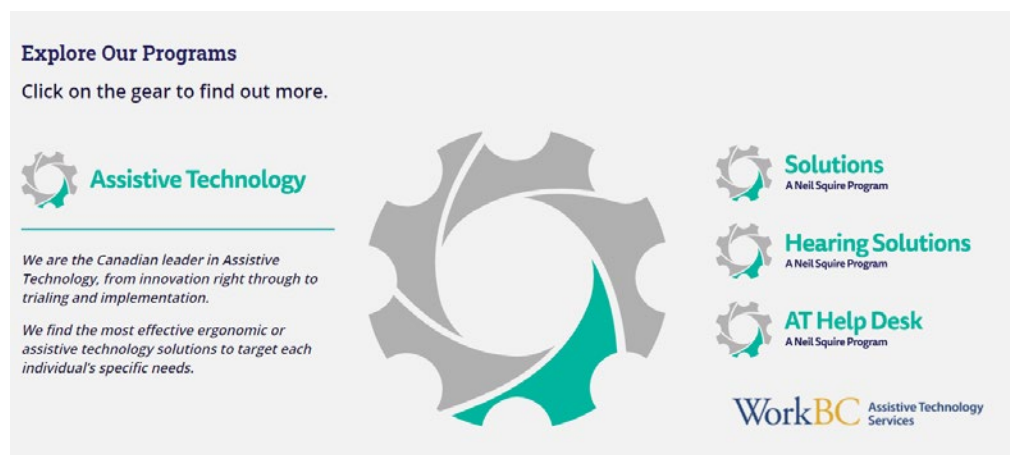 Explore Our Programs
Click on the gear to find out more.
Assistive Technology
We are the Canadian leader in Assistive
Technology, from innovation right through to
trialing and implementation.
We find the most effective ergonomic or
assistive technology solutions to target each
individual's specific needs.
Solutions
A Neil Squire Program
Hearing Solutions
A Neil Squire Program
AT Help Desk
A Neil Squire Program
WorkBC Assistive Technology
Services